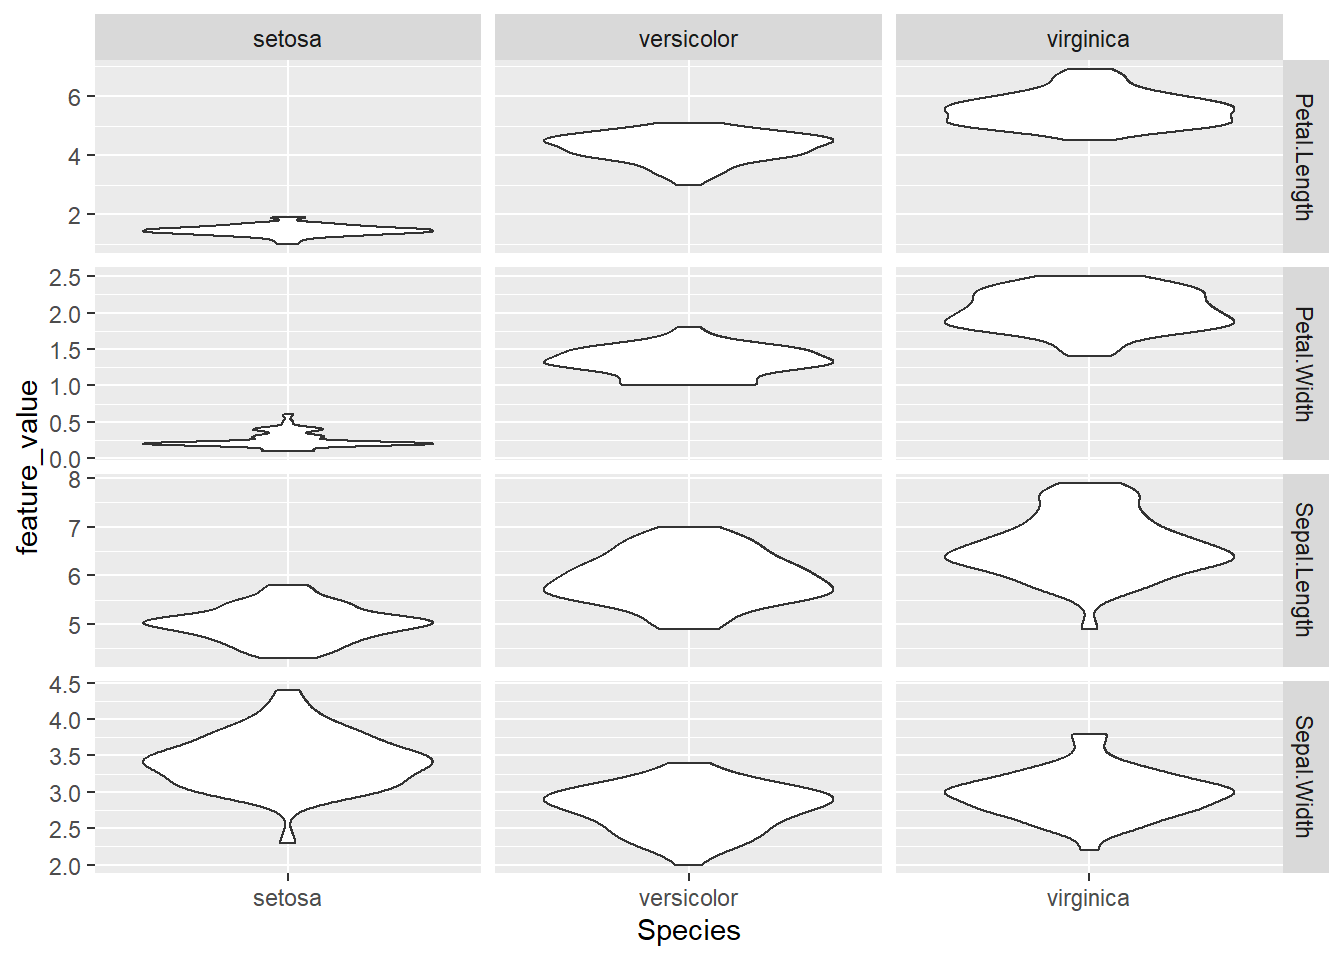 setosa versicolor virginica
6
4
2
Petal.Length
2.5
2.0
1.5
1.0
0.5
0.0
Petal.Width
8
7
6
5
Sepal.Length
4.5
4.0
3.5
3.0
2.5
2.0
Sepal.Width
feature_value
setosa versicolor virginica
Species